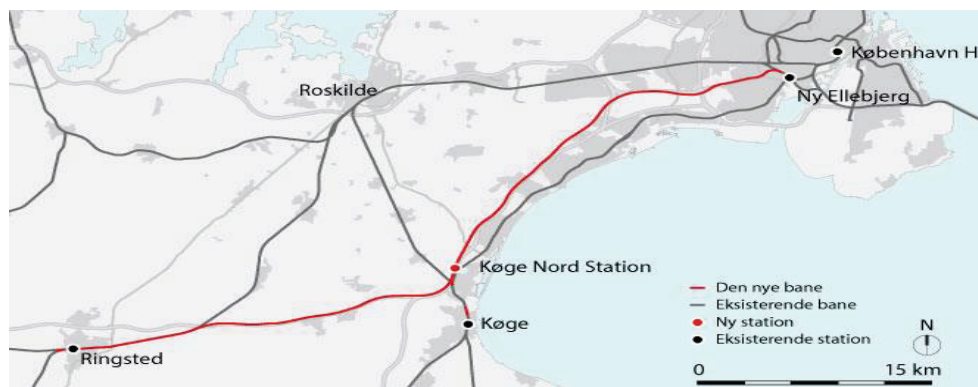 København H
Roskilde
Ny Ellebjerg
Køge Nord Station
Køge
Ringsted
Den nye bane
Eksisterende bane
Ny station
Eksisterende station
N
0
15 km